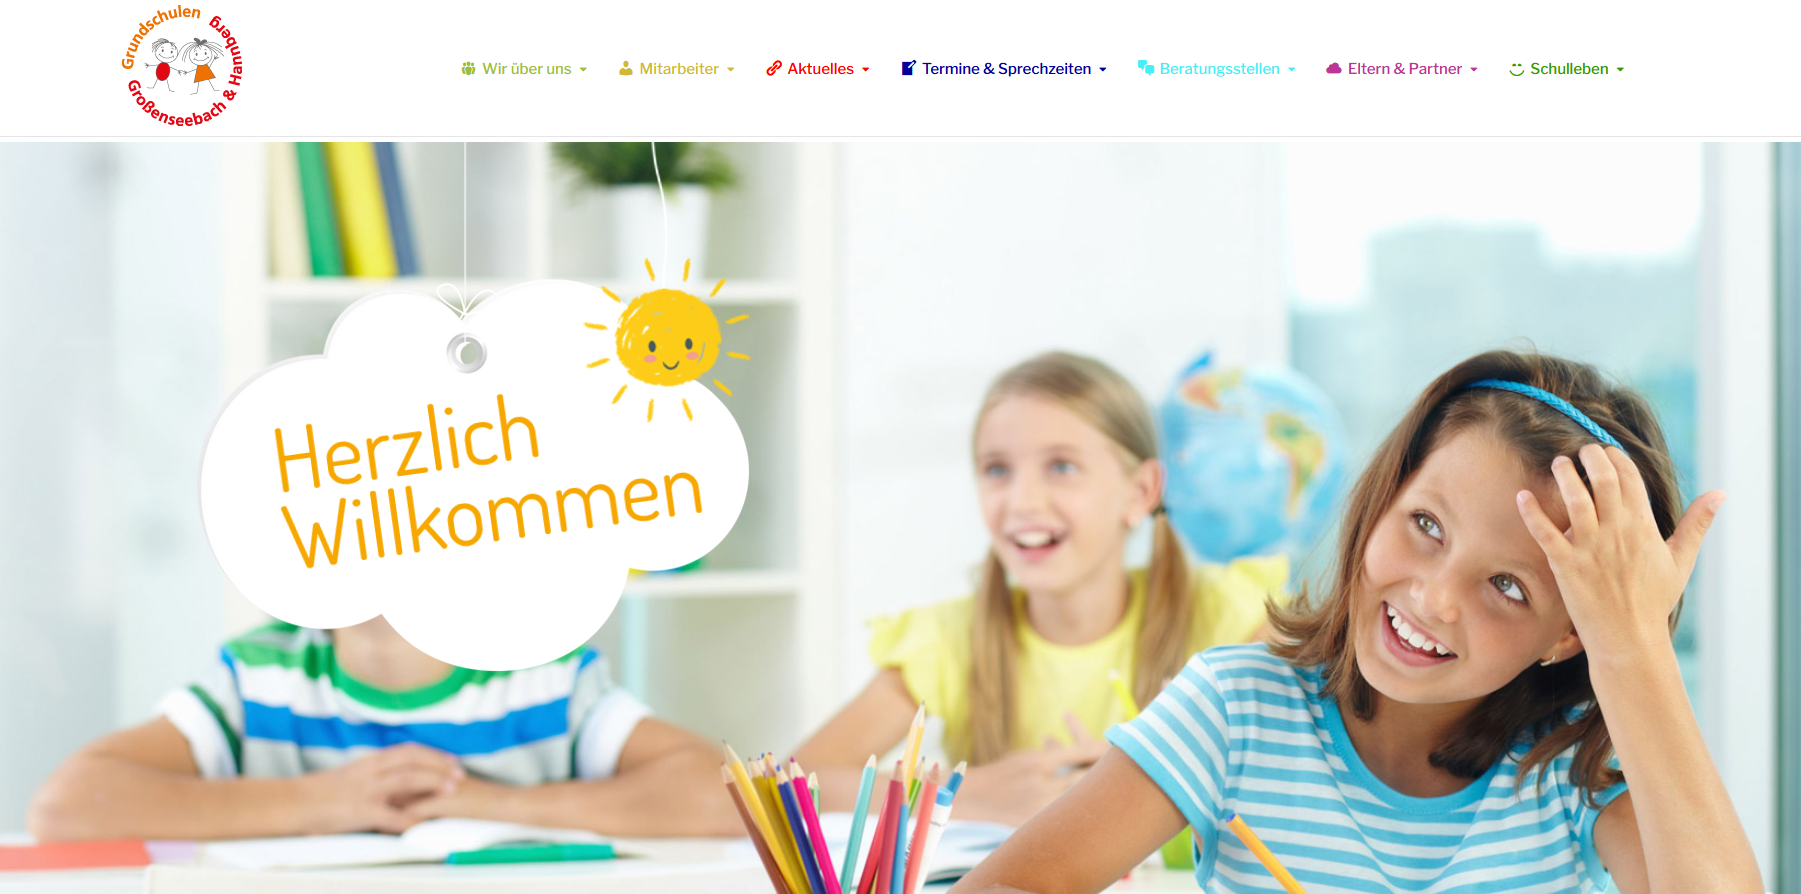 Grundschulen
Großenseebach & Hannberg
Wir über uns
Mitarbeiter
Aktuelles
Termine & Sprechzeiten
Beratungsstellen
Eltern & Partner
Schulleben
Herzlich
Willkommen